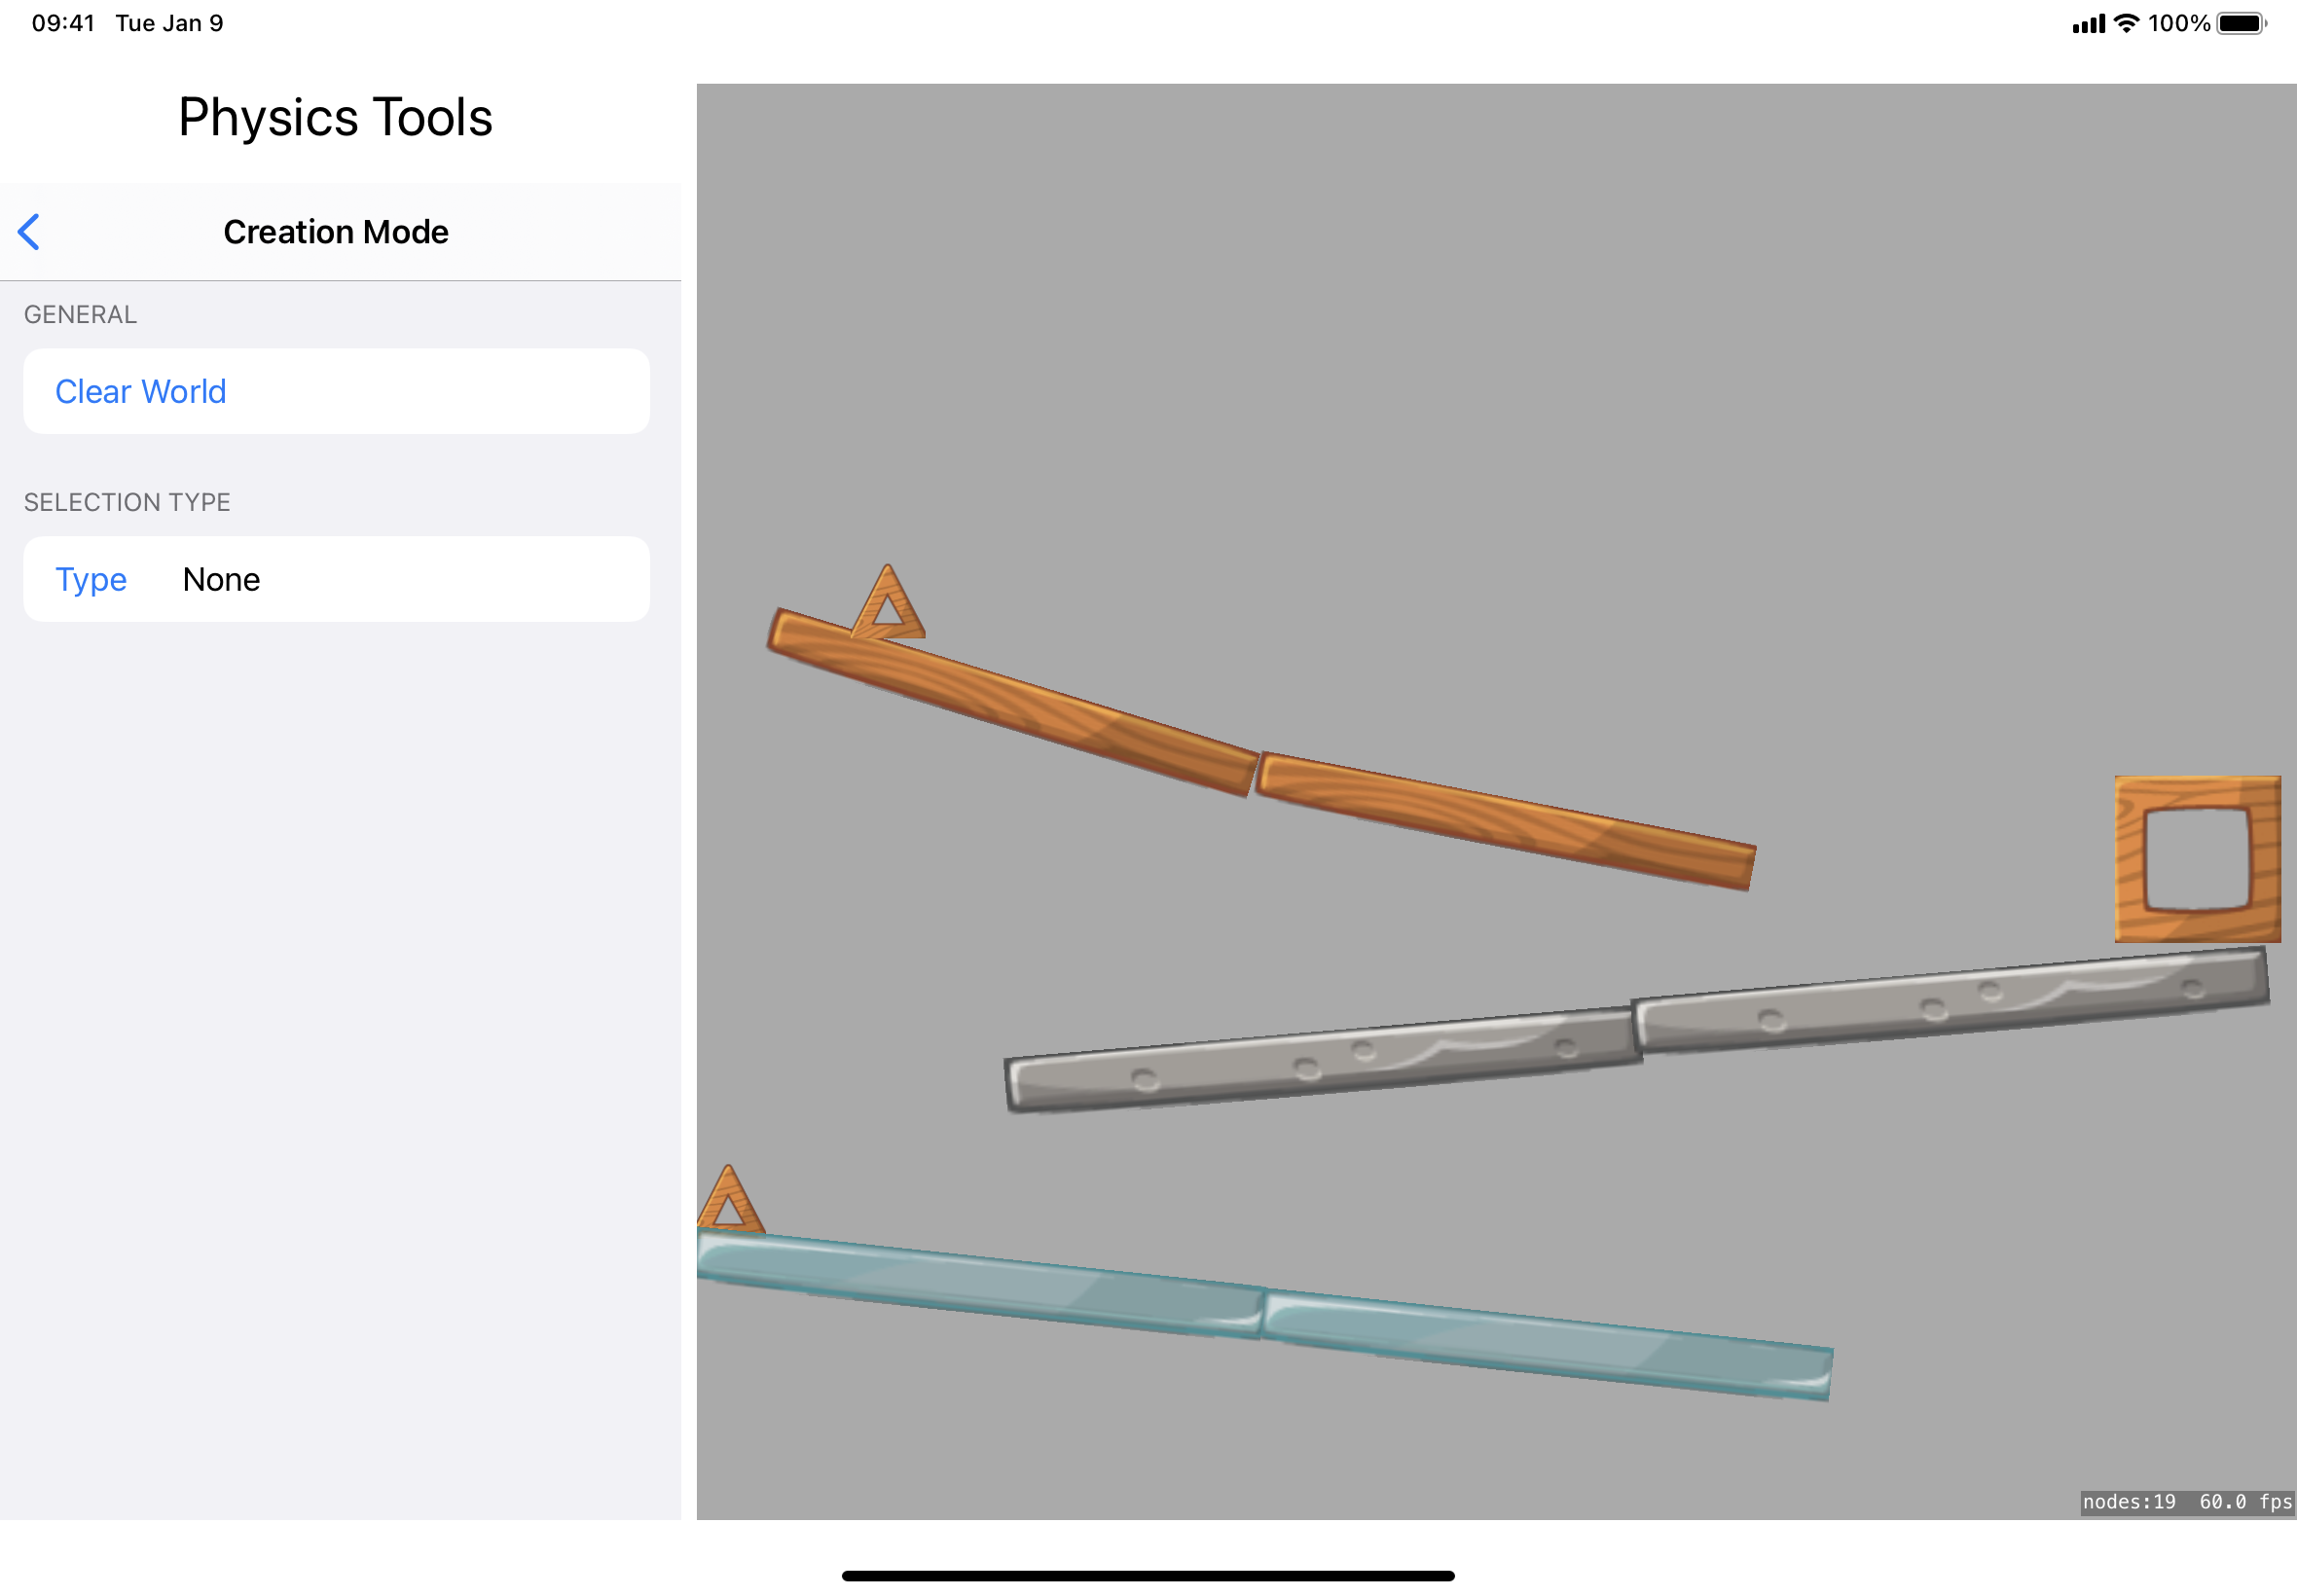 09:41 Tue Jan 9
100%
Physics Tools
Creation Mode
GENERAL
Clear World
SELECTION TYPE
Type None
nodes:19 60.0 fps